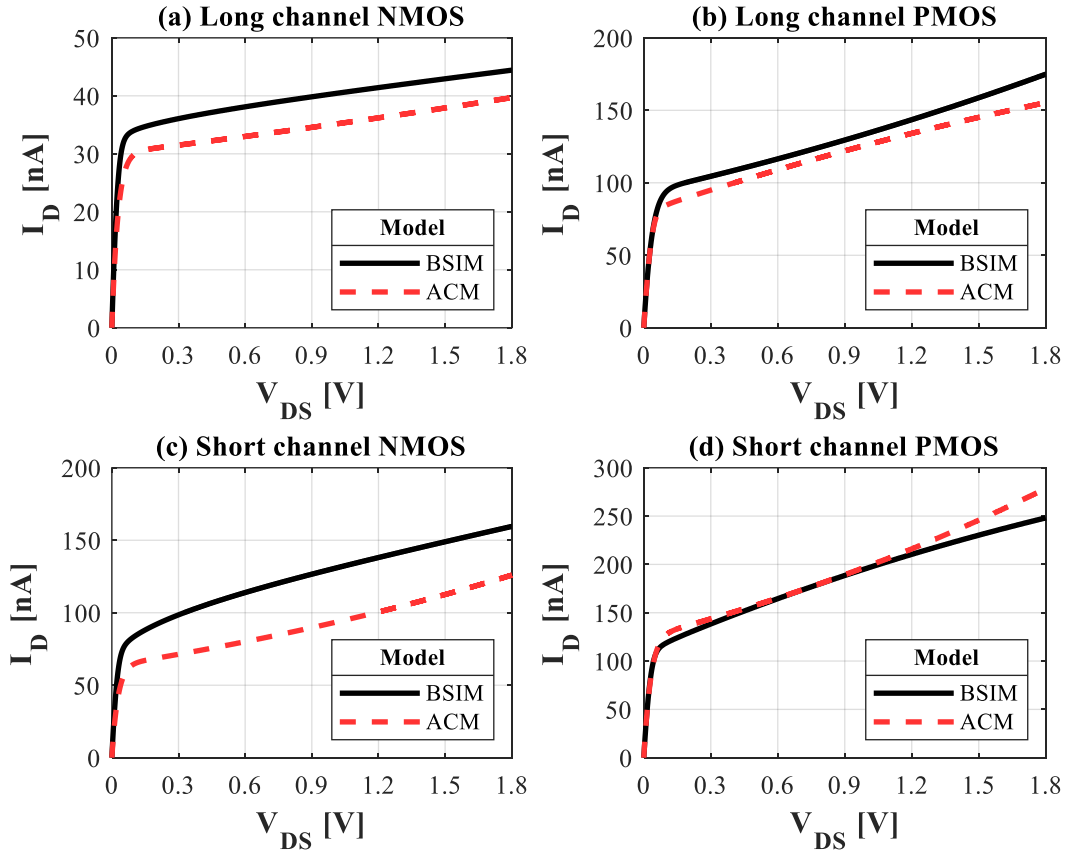 (a) Long channel NMOS
50
40
30
20
10
0
I_D [nA]
0 0.3 0.6 0.9 1.2 1.5 1.8
V_DS [V]
Model
BSIM
ACM
(b) Long channel PMOS
200
150
100
50
0
I_D [nA]
0 0.3 0.6 0.9 1.2 1.5 1.8
V_DS [V]
Model
BSIM
ACM
(c) Short channel NMOS
200
150
100
50
0
I_D [nA]
0 0.3 0.6 0.9 1.2 1.5 1.8
V_DS [V]
Model
BSIM
ACM
(d) Short channel PMOS
300
250
200
150
100
50
0
I_D [nA]
0 0.3 0.6 0.9 1.2 1.5 1.8
V_DS [V]
Model
BSIM
ACM